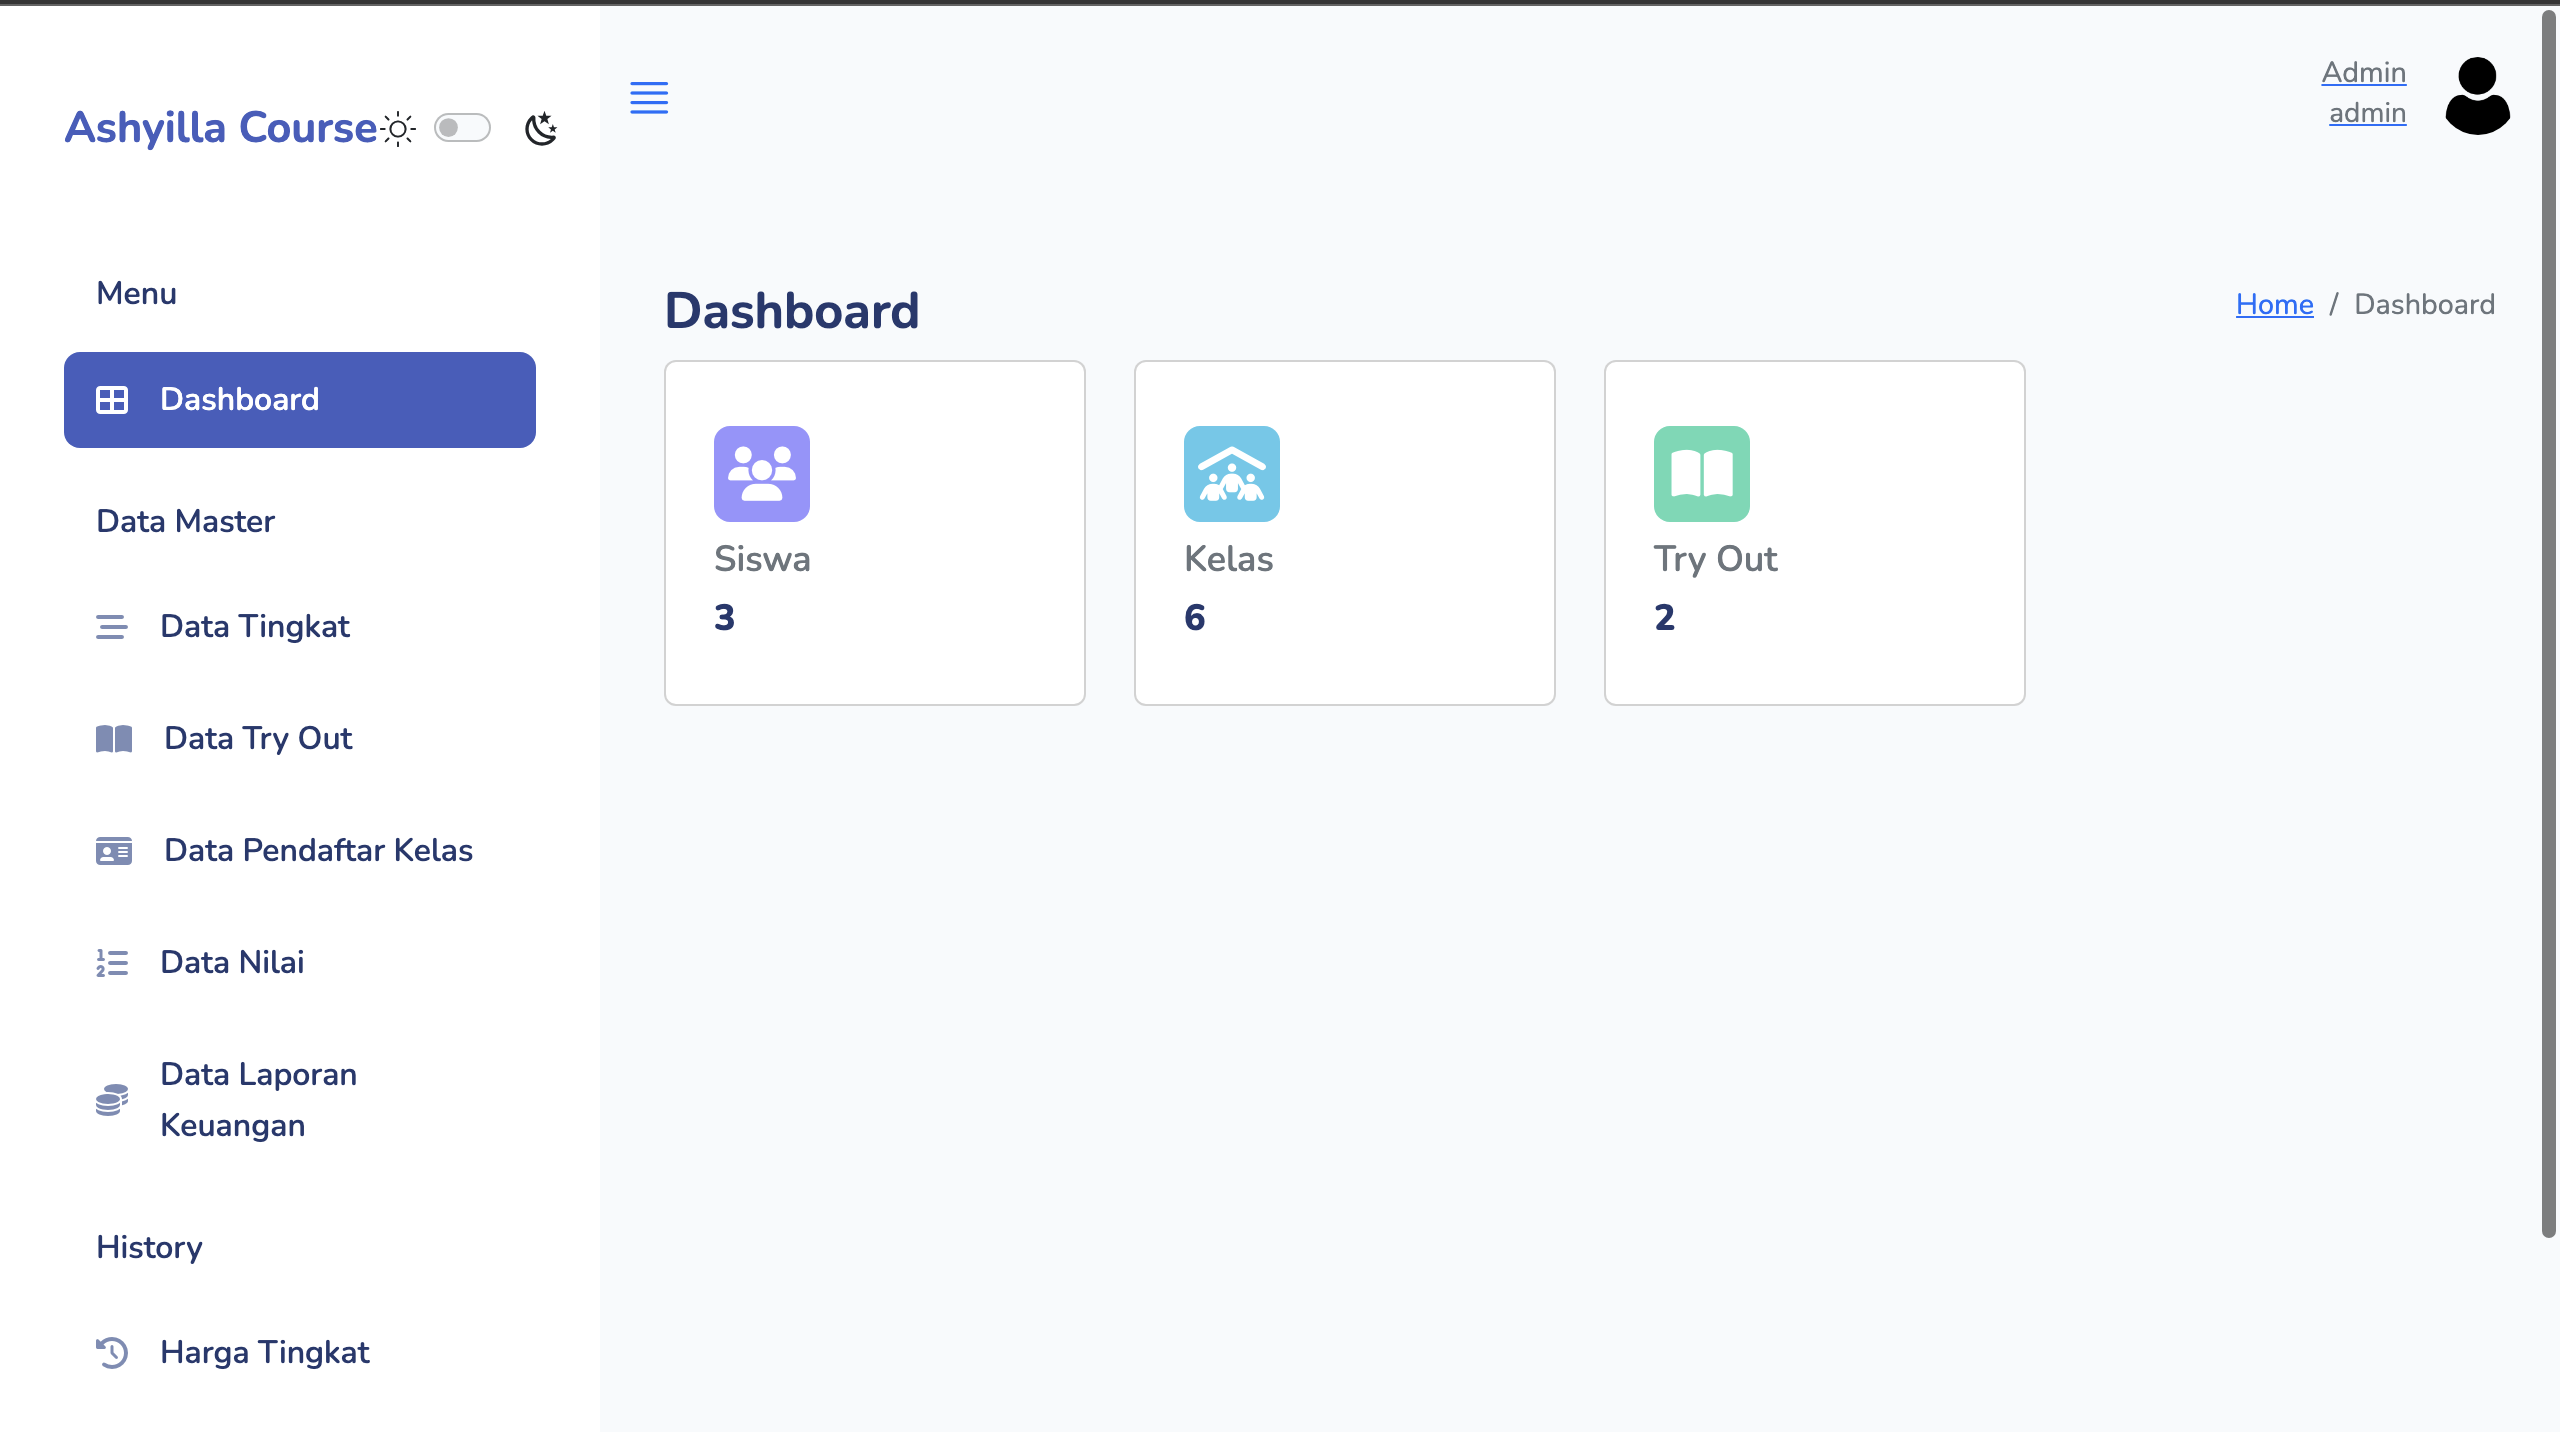 Ashyilla Course
Menu
Dashboard
Data Master
Data Tingkat
Data Try Out
Data Pendaftar Kelas
Data Nilai
Data Laporan
Keuangan
History
Harga Tingkat
Admin
admin
Dashboard
Home / Dashboard
Siswa
3
Kelas
6
Try Out
2